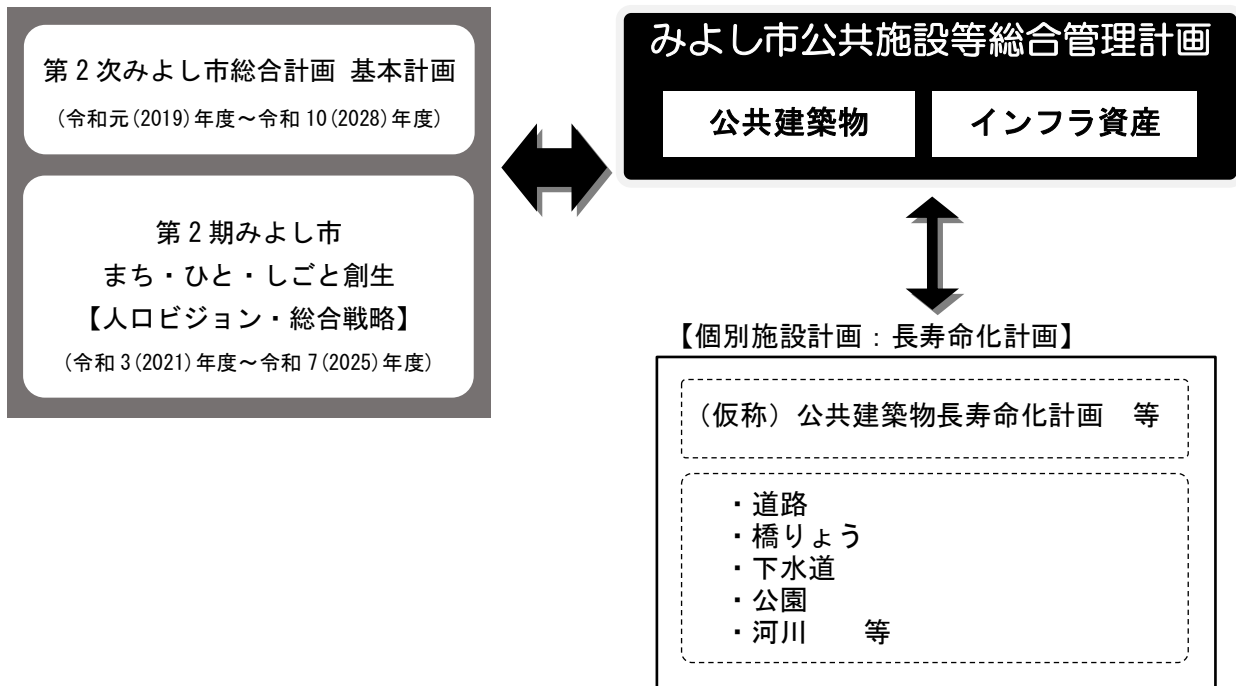 第2次みよし市総合計画 基本計画
(令和元(2019)年度～令和10(2028)年度)
第2期みよし市
まち・ひと・しごと創生
【人口ビジョン・総合戦略】
(令和3(2021)年度～令和7(2025)年度)
みよし市公共施設等総合管理計画
公共建築物 インフラ資産
【個別施設計画：長寿命化計画】
（仮称）公共建築物長寿命化計画　等
・道路
・橋りょう
・下水道
・公園
・河川　　等